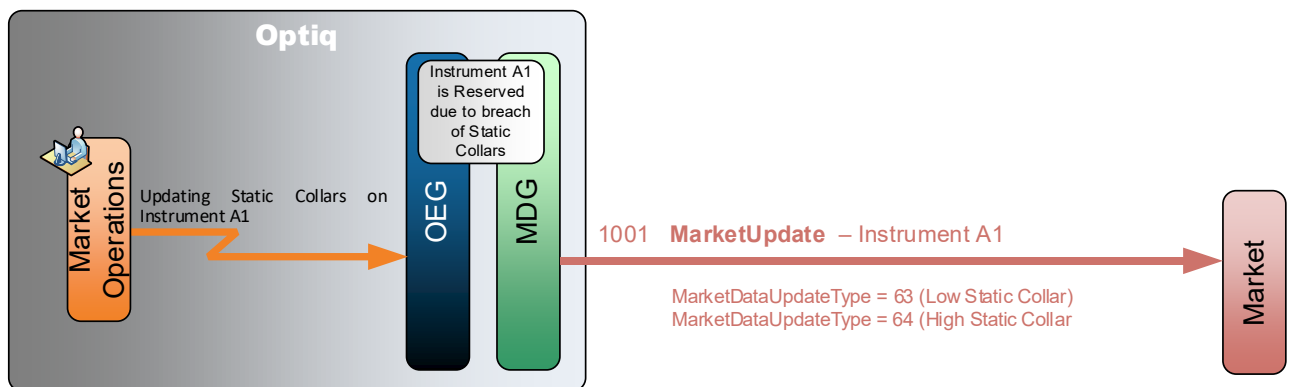 Optiq
Instrument A1
is Reserved
due to breach
of Static
Collars
Market
Operations
Updating Static Collars on
Instrument A1
OEG
MDG
1001 MarketUpdate – Instrument A1
MarketDataUpdateType = 63 (Low Static Collar)
MarketDataUpdateType = 64 (High Static Collar
Market